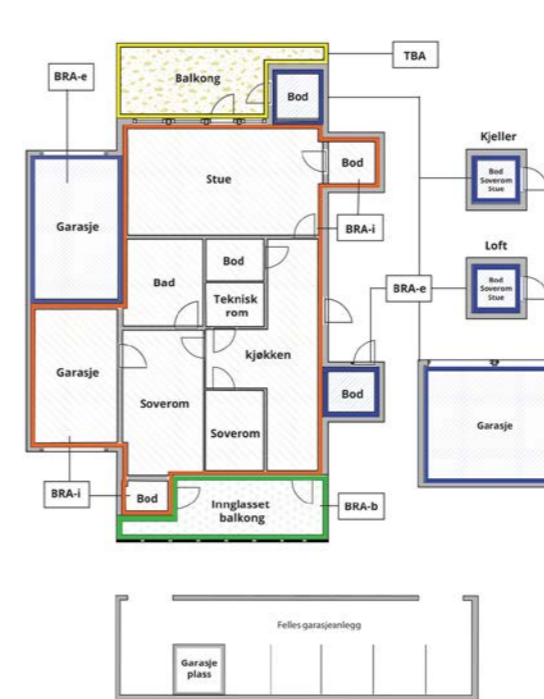 TBA
BRA-e
Balkong
Bod
Kjeller
Stue
Bod
Bod
Soverom
Stue
Garasje
BRA-i
Loft
Bad
Bod
BRA-e
Bod
Soverom
Stue
Teknisk
rom
Garasje
kjøkken
Soverom
Bod
Garasje
Soverom
BRA-i
Bod
Innglasset
balkong
BRA-b
Felles garasjeanlegg
Garasje
plass